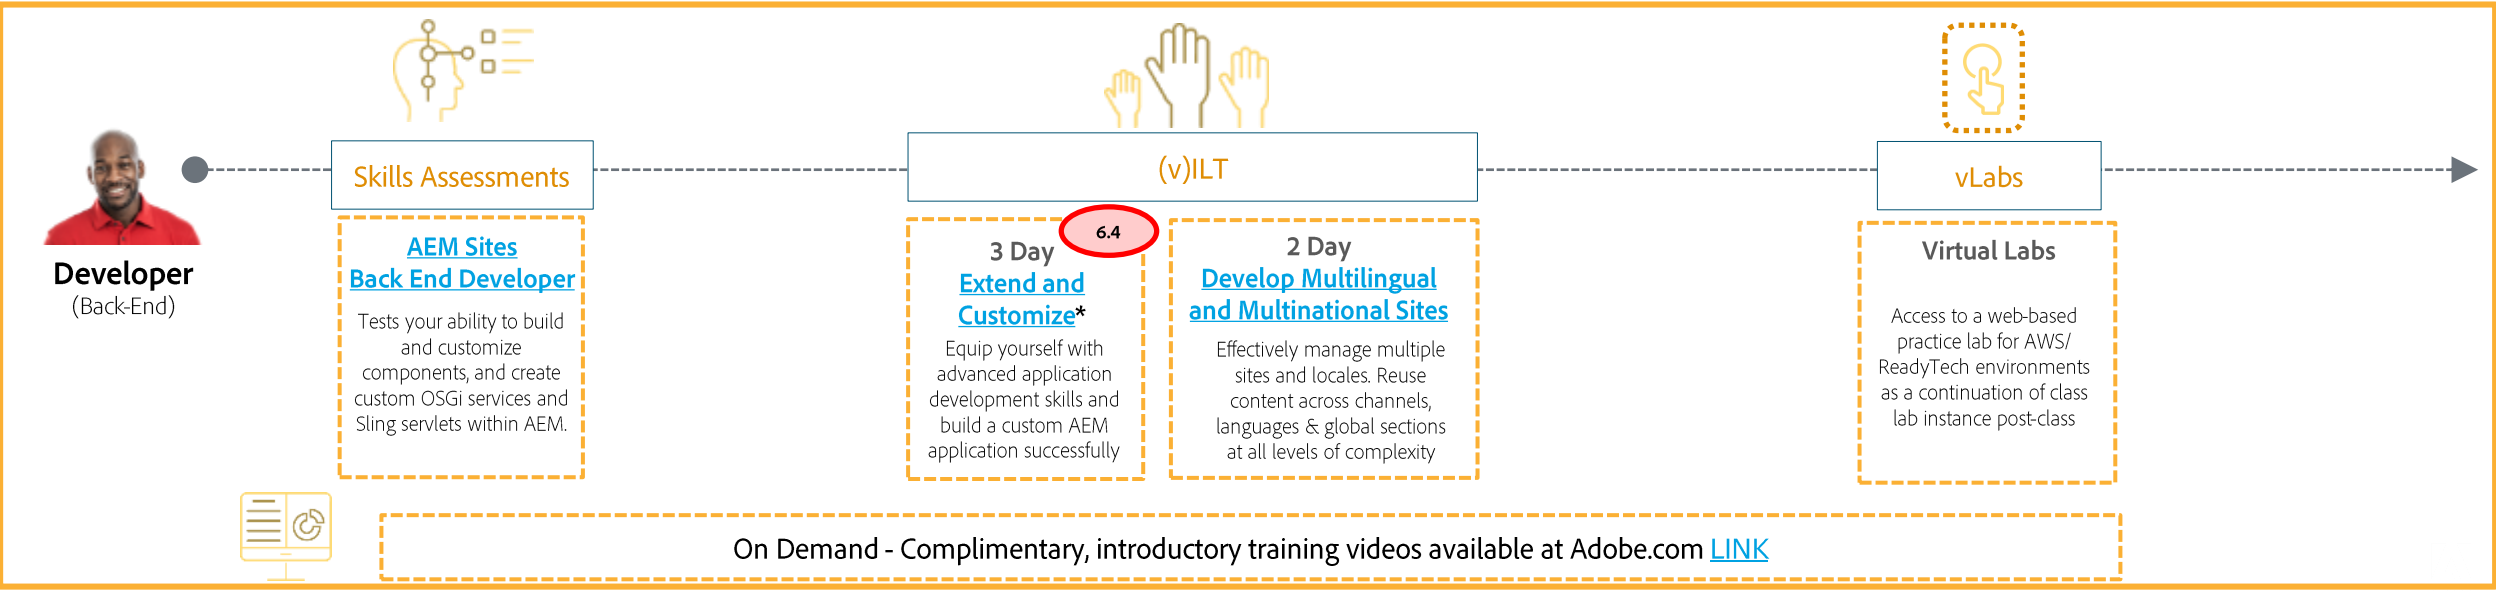 Developer
(Back-End)
Skills Assessments
AEM Sites
Back End Developer
Tests your ability to build
and customize
components, and create
custom OSGi services and
Sling servlets within AEM.
(v)ILT
6.4
3 Day
Extend and
Customize*
Equip yourself with
advanced application
development skills and
build a custom AEM
application successfully
2 Day
Develop Multilingual
and Multinational Sites
Effectively manage multiple
sites and locales. Reuse
content across channels,
languages & global sections
at all levels of complexity
vLabs
Virtual Labs
Access to a web-based
practice lab for AWS/
ReadyTech environments
as a continuation of class
lab instance post-class
On Demand - Complimentary, introductory training videos available at Adobe.com LINK